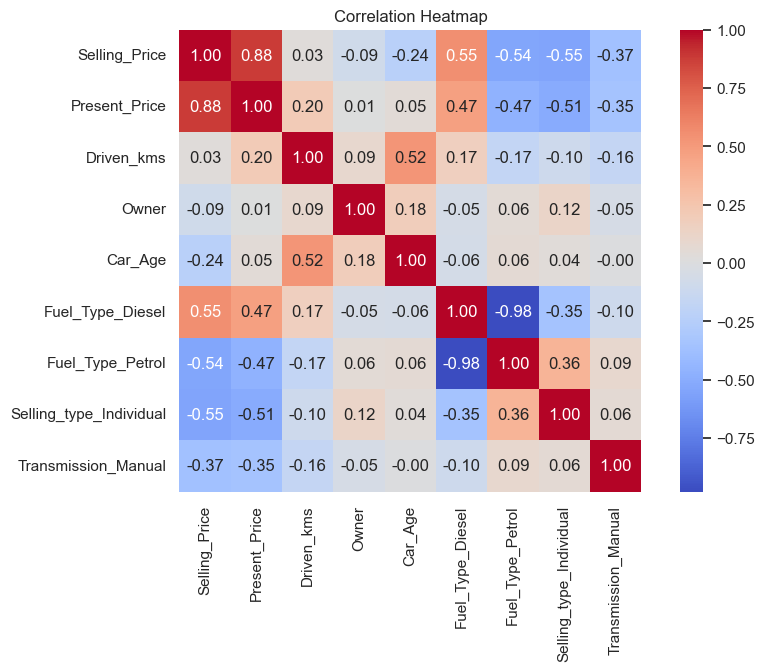 Correlation Heatmap
Selling_Price 1.00 0.88 0.03 -0.09 -0.24 0.55 -0.54 -0.55 -0.37
Present_Price 0.88 1.00 0.20 0.01 0.05 0.47 -0.47 -0.51 -0.35
Driven_kms 0.03 0.20 1.00 0.09 0.52 0.17 -0.17 -0.10 -0.16
Owner -0.09 0.01 0.09 1.00 0.18 -0.05 0.06 0.12 -0.05
Car_Age -0.24 0.05 0.52 0.18 1.00 -0.06 0.06 0.04 -0.00
Fuel_Type_Diesel 0.55 0.47 0.17 -0.05 -0.06 1.00 -0.98 -0.35 -0.10
Fuel_Type_Petrol -0.54 -0.47 -0.17 0.06 0.06 -0.98 1.00 0.36 0.09
Selling_type_Individual -0.55 -0.51 -0.10 0.12 0.04 -0.35 0.36 1.00 0.06
Transmission_Manual -0.37 -0.35 -0.16 -0.05 -0.00 -0.10 0.09 0.06 1.00
Selling_Price
Present_Price
Driven_kms
Owner
Car_Age
Fuel_Type_Diesel
Fuel_Type_Petrol
Selling_type_Individual
Transmission_Manual
1.00
0.75
0.50
0.25
0.00
-0.25
-0.50
-0.75